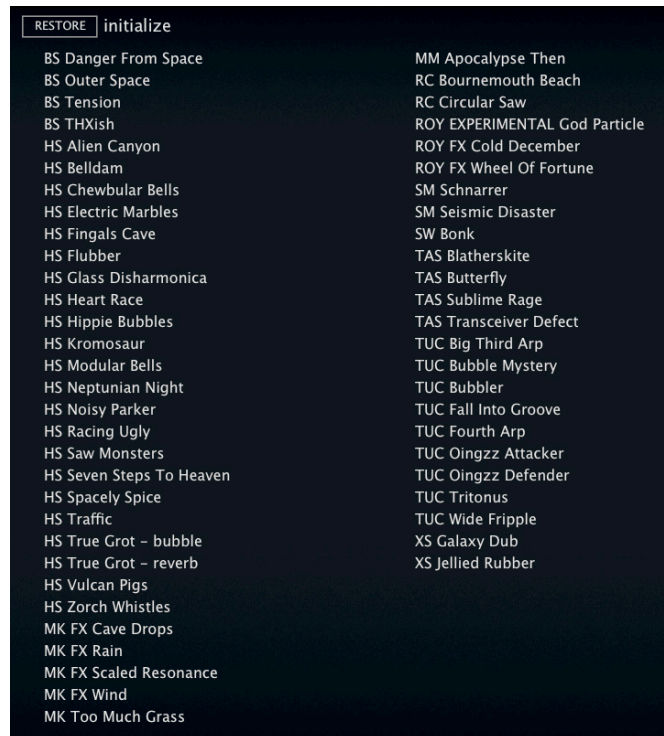 RESTORE initialize
BS Danger From Space
BS Outer Space
BS Tension
BS THXish
HS Alien Canyon
HS Belldam
HS Chewbular Bells
HS Electric Marbles
HS Fingals Cave
HS Flubber
HS Glass Disharmonica
HS Heart Race
HS Hippie Bubbles
HS Kromosaur
HS Modular Bells
HS Neptunian Night
HS Noisy Parker
HS Racing Ugly
HS Saw Monsters
HS Seven Steps To Heaven
HS Spacely Spice
HS Traffic
HS True Grot – bubble
HS True Grot – reverb
HS Vulcan Pigs
HS Zorch Whistles
MK FX Cave Drops
MK FX Rain
MK FX Scaled Resonance
MK FX Wind
MK Too Much Grass
MM Apocalypse Then
RC Bournemouth Beach
RC Circular Saw
ROY EXPERIMENTAL God Particle
ROY FX Cold December
ROY FX Wheel Of Fortune
SM Schnarrer
SM Seismic Disaster
SW Bonk
TAS Blatherskite
TAS Butterfly
TAS Sublime Rage
TAS Transceiver Defect
TUC Big Third Arp
TUC Bubble Mystery
TUC Bubbler
TUC Fall Into Groove
TUC Fourth Arp
TUC Oingzz Attacker
TUC Oingzz Defender
TUC Tritonus
TUC Wide Fripple
XS Galaxy Dub
XS Jellied Rubber